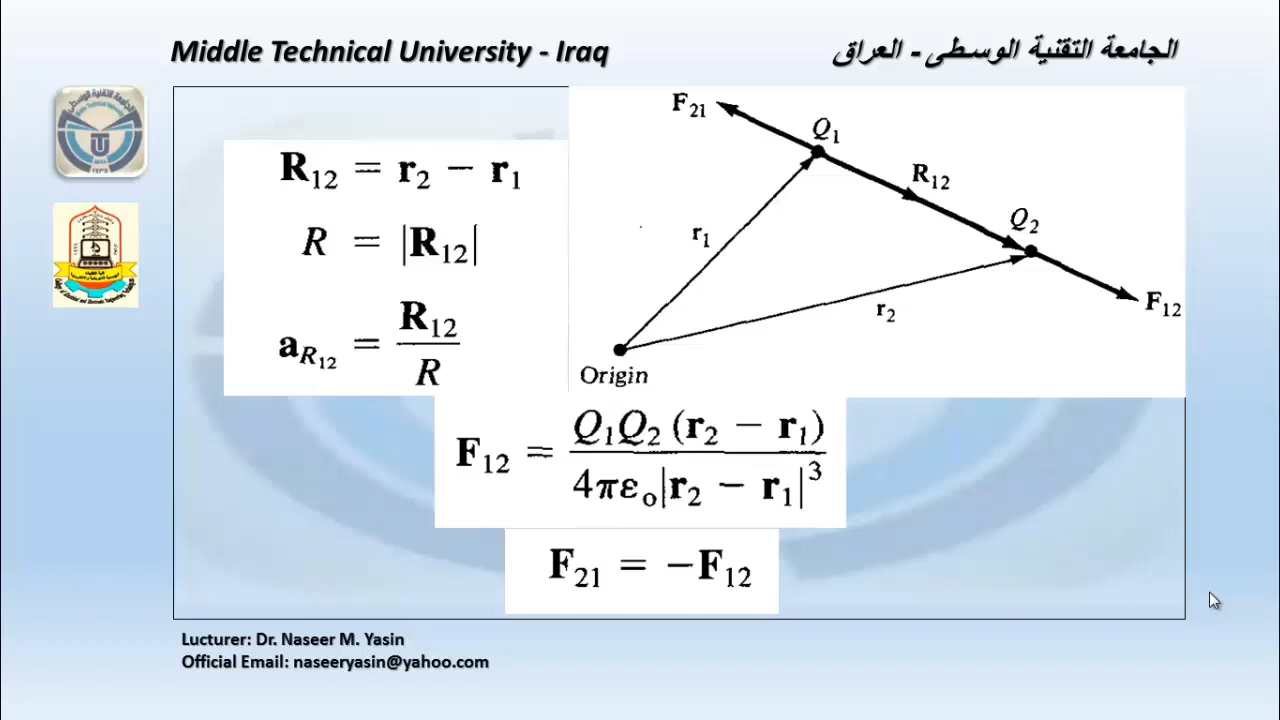 Middle Technical University - Iraq
الجامعة التقنية الوسطى - العراق
R₁₂ = r₂ − r₁
R = |R₁₂|
a_R₁₂ = R₁₂ / R
F₂₁
Q₁
R₁₂
Q₂
r₁
F₁₂
r₂
Origin
F₁₂ = Q₁Q₂ (r₂ − r₁) / 4πε₀|r₂ − r₁|³
F₂₁ = −F₁₂
Lucturer: Dr. Naseer M. Yasin
Official Email: naseeryasin@yahoo.com